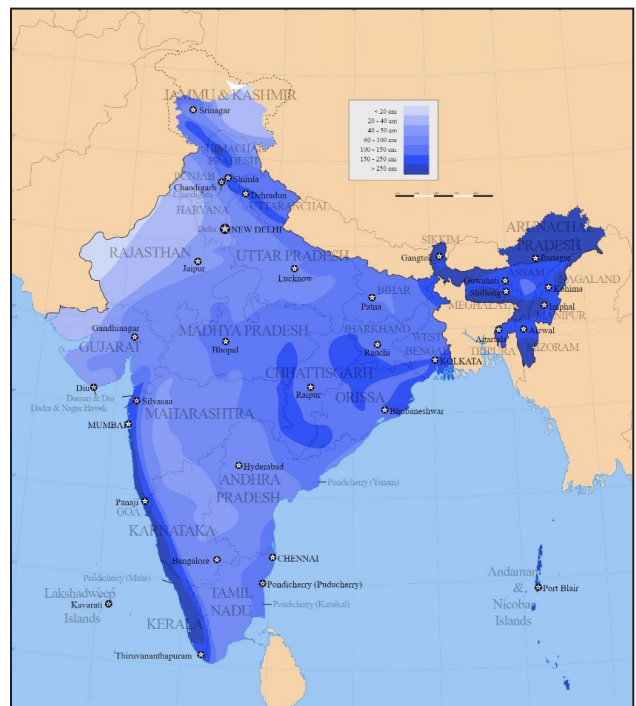 JAMMU & KASHMIR
Srinagar
< 20 cm
20 - 40 cm
40 - 50 cm
60 - 100 cm
100 - 150 cm
150 - 250 cm
> 250 cm
HIMACHAL
PRADESH
PUNJAB
Shimla
Chandigarh
Chandigarh
Dehradun
UTTARANCHAL
HARYANA
Delhi
NEW DELHI
ARUNACHAL
PRADESH
SIKKIM
Gangtok
Itanagar
RAJASTHAN
UTTAR PRADESH
Jaipur
Lucknow
ASSAM
NAGALAND
Guwahati
Shillong
Kohima
BIHAR
Patna
MEGHALAYA
Imphal
MANIPUR
Gandhinagar
MADHYA PRADESH
JHARKHAND
Agartala
Aizwal
GUJARAT
Bhopal
Ranchi
WEST
BENGAL
TRIPURA
MIZORAM
KOLKATA
CHHATTISGARH
Diu
Raipur
ORISSA
Daman & Diu
Silvasaa
Dadra & Nagar Haveli
MAHARASHTRA
Bhubaneshwar
MUMBAI
Hyderabad
ANDHRA
PRADESH
Pondicherry (Yanam)
Panaji
GOA
KARNATAKA
Bangalore
CHENNAI
Pondicherry (Mahe)
Pondicherry (Puducherry)
Andaman
&
Nicobar
Islands
Port Blair
Lakshadweep
Kavarati
Islands
TAMIL
NADU
Pondicherry (Karaikal)
KERALA
Thiruvananthapuram